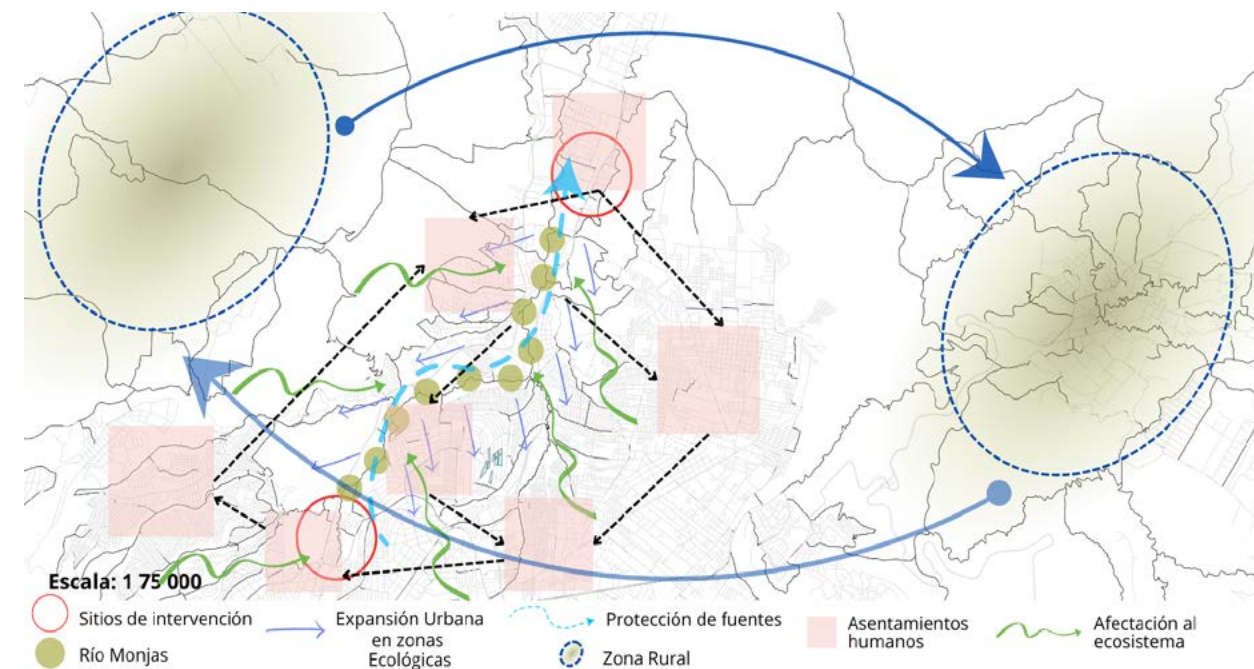 Escala: 1 75 000
Sitios de intervención
Río Monjas
Expansión Urbana
en zonas
Ecológicas
Protección de fuentes
Zona Rural
Asentamientos
humanos
Afectación al
ecosistema